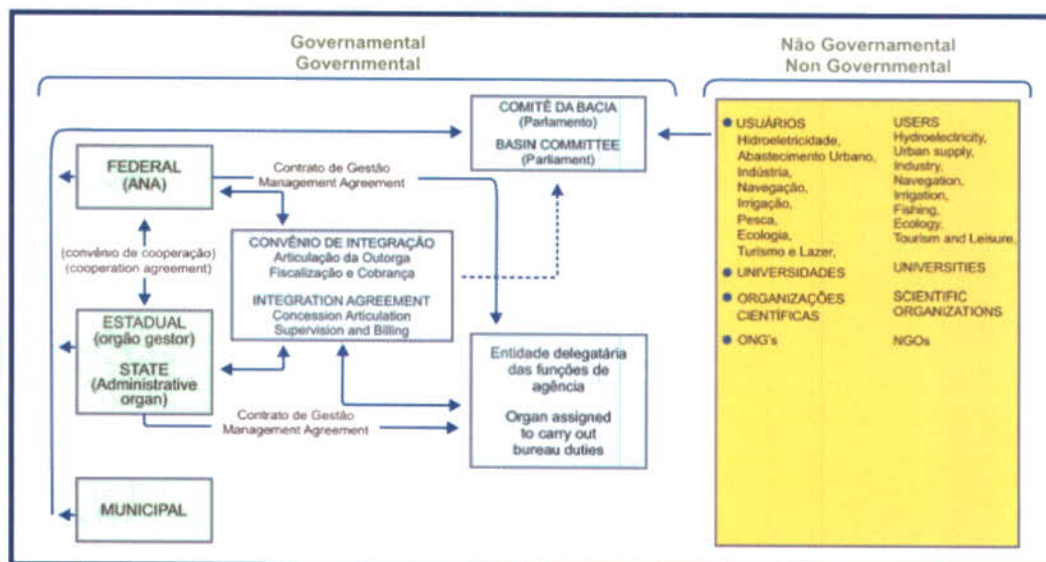 Governamental
Governmental
Não Governamental
Non Governmental
COMITÊ DA BACIA
(Parlamento)
BASIN COMMITTEE
(Parliament)
FEDERAL
(ANA)
Contrato de Gestão
Management Agreement
(convênio de cooperação)
(cooperation agreement)
CONVÊNIO DE INTEGRAÇÃO
Articulação da Outorga
Fiscalização e Cobrança
INTEGRATION AGREEMENT
Concession Articulation
Supervision and Billing
ESTADUAL
(orgão gestor)
STATE
(Administrative
organ)
Contrato de Gestão
Management Agreement
Entidade delegatária
das funções de
agência
Organ assigned
to carry out
bureau duties
MUNICIPAL
USUÁRIOS
Hidroeletricidade,
Abastecimento Urbano,
Indústria,
Navegação,
Irrigação,
Pesca,
Ecologia,
Turismo e Lazer,
UNIVERSIDADES
ORGANIZAÇÕES
CIENTÍFICAS
ONG's
USERS
Hydroelectricity,
Urban supply,
Industry,
Navegation,
Irrigation,
Fishing,
Ecology,
Tourism and Leisure,
UNIVERSITIES
SCIENTIFIC
ORGANIZATIONS
NGOs